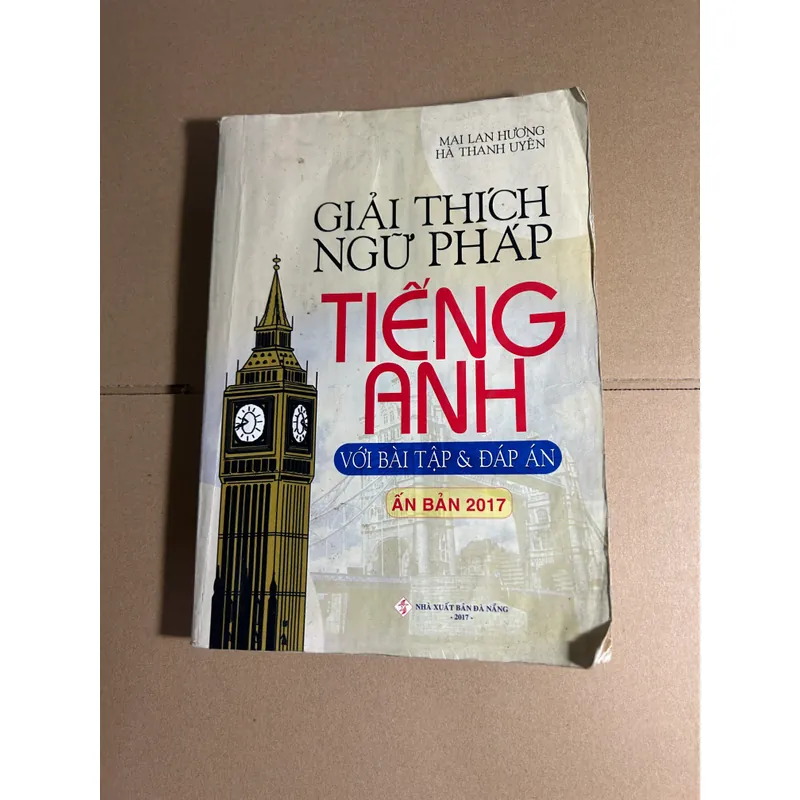 MAI LAN HƯƠNG
HÀ THANH UYÊN
GIẢI THÍCH
NGỮ PHÁP
TIẾNG
ANH
VỚI BÀI TẬP & ĐÁP ÁN
ẤN BẢN 2017
NHÀ XUẤT BẢN ĐÀ NẴNG
- 2017 -